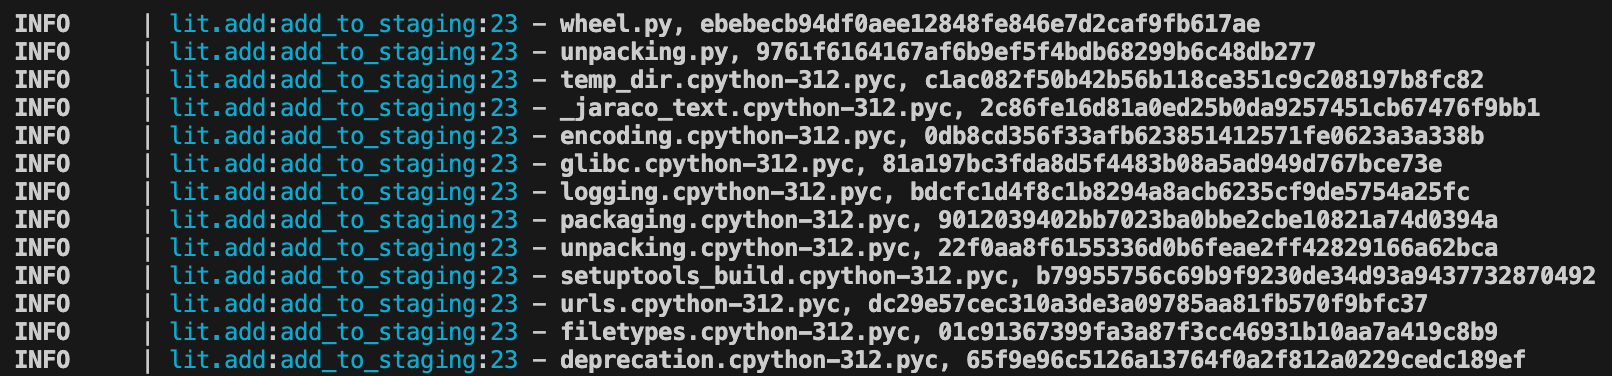 INFO     | lit.add:add_to_staging:23 - wheel.py, ebebecb94df0aee12848fe846e7d2caf9fb617ae
INFO     | lit.add:add_to_staging:23 - unpacking.py, 9761f6164167af6b9ef5f4bdb68299b6c48db277
INFO     | lit.add:add_to_staging:23 - temp_dir.cpython-312.pyc, c1ac082f50b42b56b118ce351c9c208197b8fc82
INFO     | lit.add:add_to_staging:23 - _jaraco_text.cpython-312.pyc, 2c86fe16d81a0ed25b0da9257451cb67476f9bb1
INFO     | lit.add:add_to_staging:23 - encoding.cpython-312.pyc, 0db8cd356f33afb623851412571fe0623a3a338b
INFO     | lit.add:add_to_staging:23 - glibc.cpython-312.pyc, 81a197bc3fda8d5f4483b08a5ad949d767bce73e
INFO     | lit.add:add_to_staging:23 - logging.cpython-312.pyc, bdcfc1d4f8c1b8294a8acb6235cf9de5754a25fc
INFO     | lit.add:add_to_staging:23 - packaging.cpython-312.pyc, 9012039402bb7023ba0bbe2cbe10821a74d0394a
INFO     | lit.add:add_to_staging:23 - unpacking.cpython-312.pyc, 22f0aa8f6155336d0b6feae2ff42829166a62bca
INFO     | lit.add:add_to_staging:23 - setuptools_build.cpython-312.pyc, b79955756c69b9f9230de34d93a9437732870492
INFO     | lit.add:add_to_staging:23 - urls.cpython-312.pyc, dc29e57cec310a3de3a09785aa81fb570f9bfc37
INFO     | lit.add:add_to_staging:23 - filetypes.cpython-312.pyc, 01c91367399fa3a87f3cc46931b10aa7a419c8b9
INFO     | lit.add:add_to_staging:23 - deprecation.cpython-312.pyc, 65f9e96c5126a13764f0a2f812a0229cedc189ef